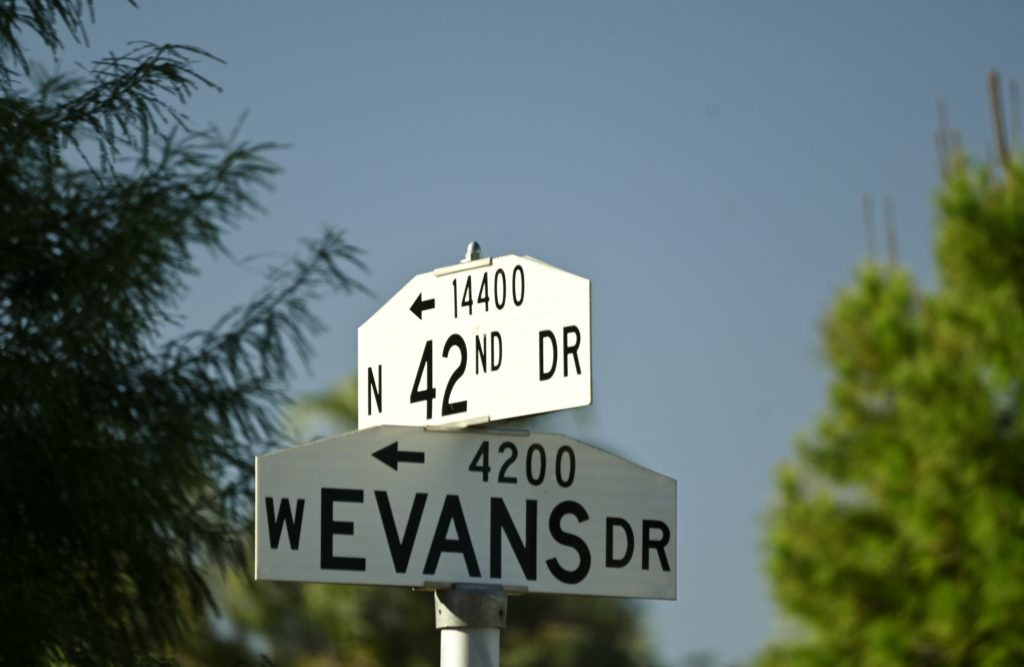 ← 14400
N 42ND DR
← 4200
W EVANS DR